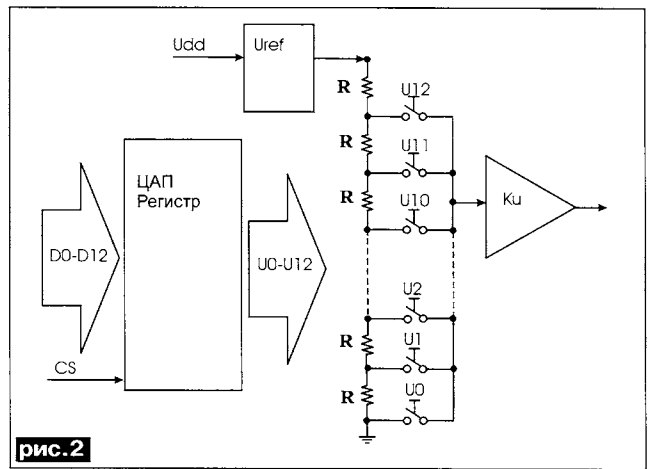 Udd
Uref
R
U12
R
U11
R
U10
ЦАП
Регистр
Ku
D0-D12
U0-U12
U2
R
U1
CS
R
U0
рис.2